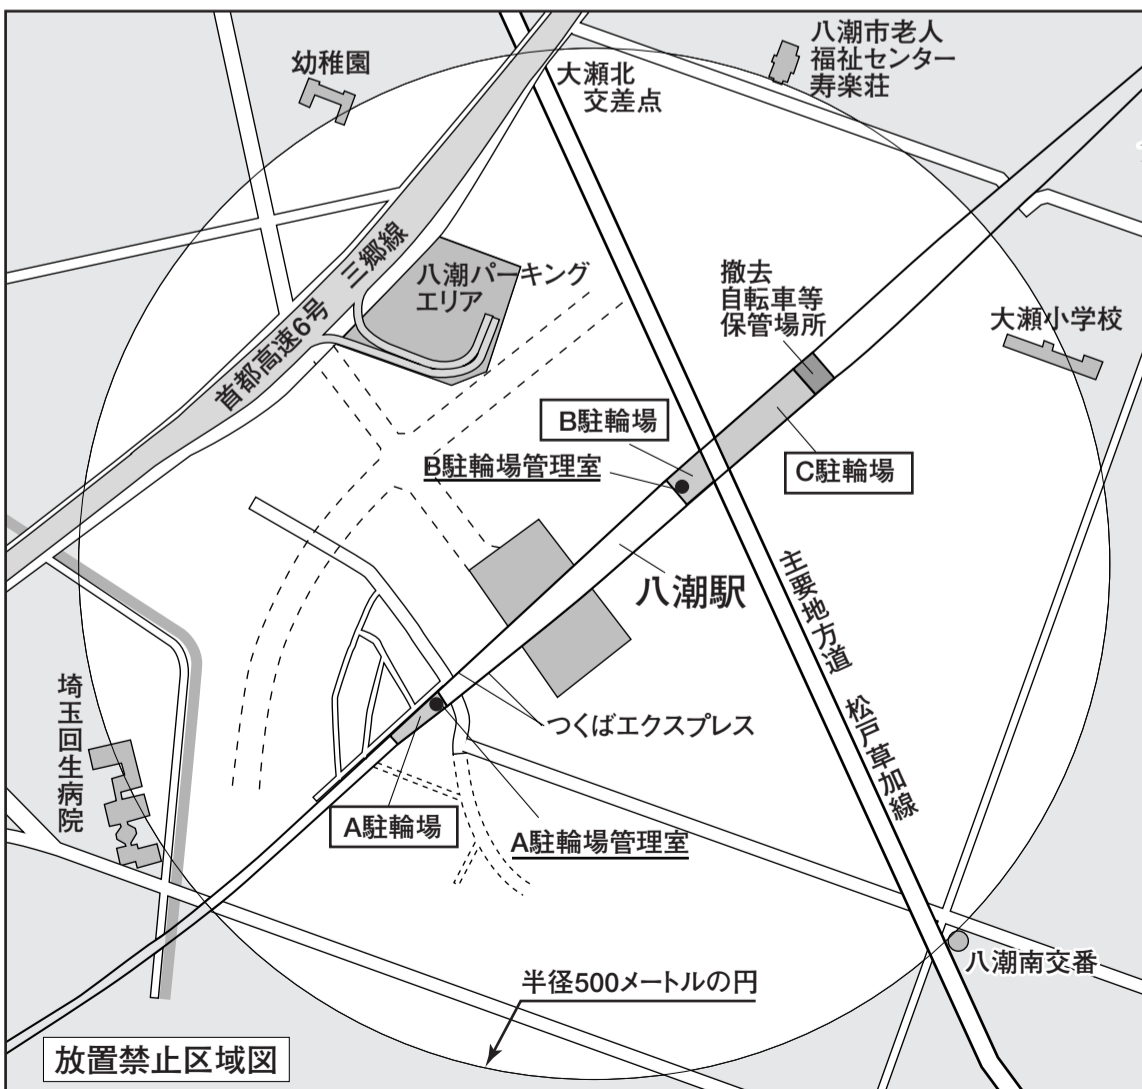 幼稚園
大瀬北
交差点
八潮市老人
福祉センター
寿楽荘
首都高速6号 三郷線
八潮パーキング
エリア
撤去
自転車等
保管場所
大瀬小学校
B駐輪場
B駐輪場管理室
C駐輪場
八潮駅
主要地方道 松戸草加線
埼玉回生病院
つくばエクスプレス
A駐輪場
A駐輪場管理室
八潮南交番
半径500メートルの円
放置禁止区域図